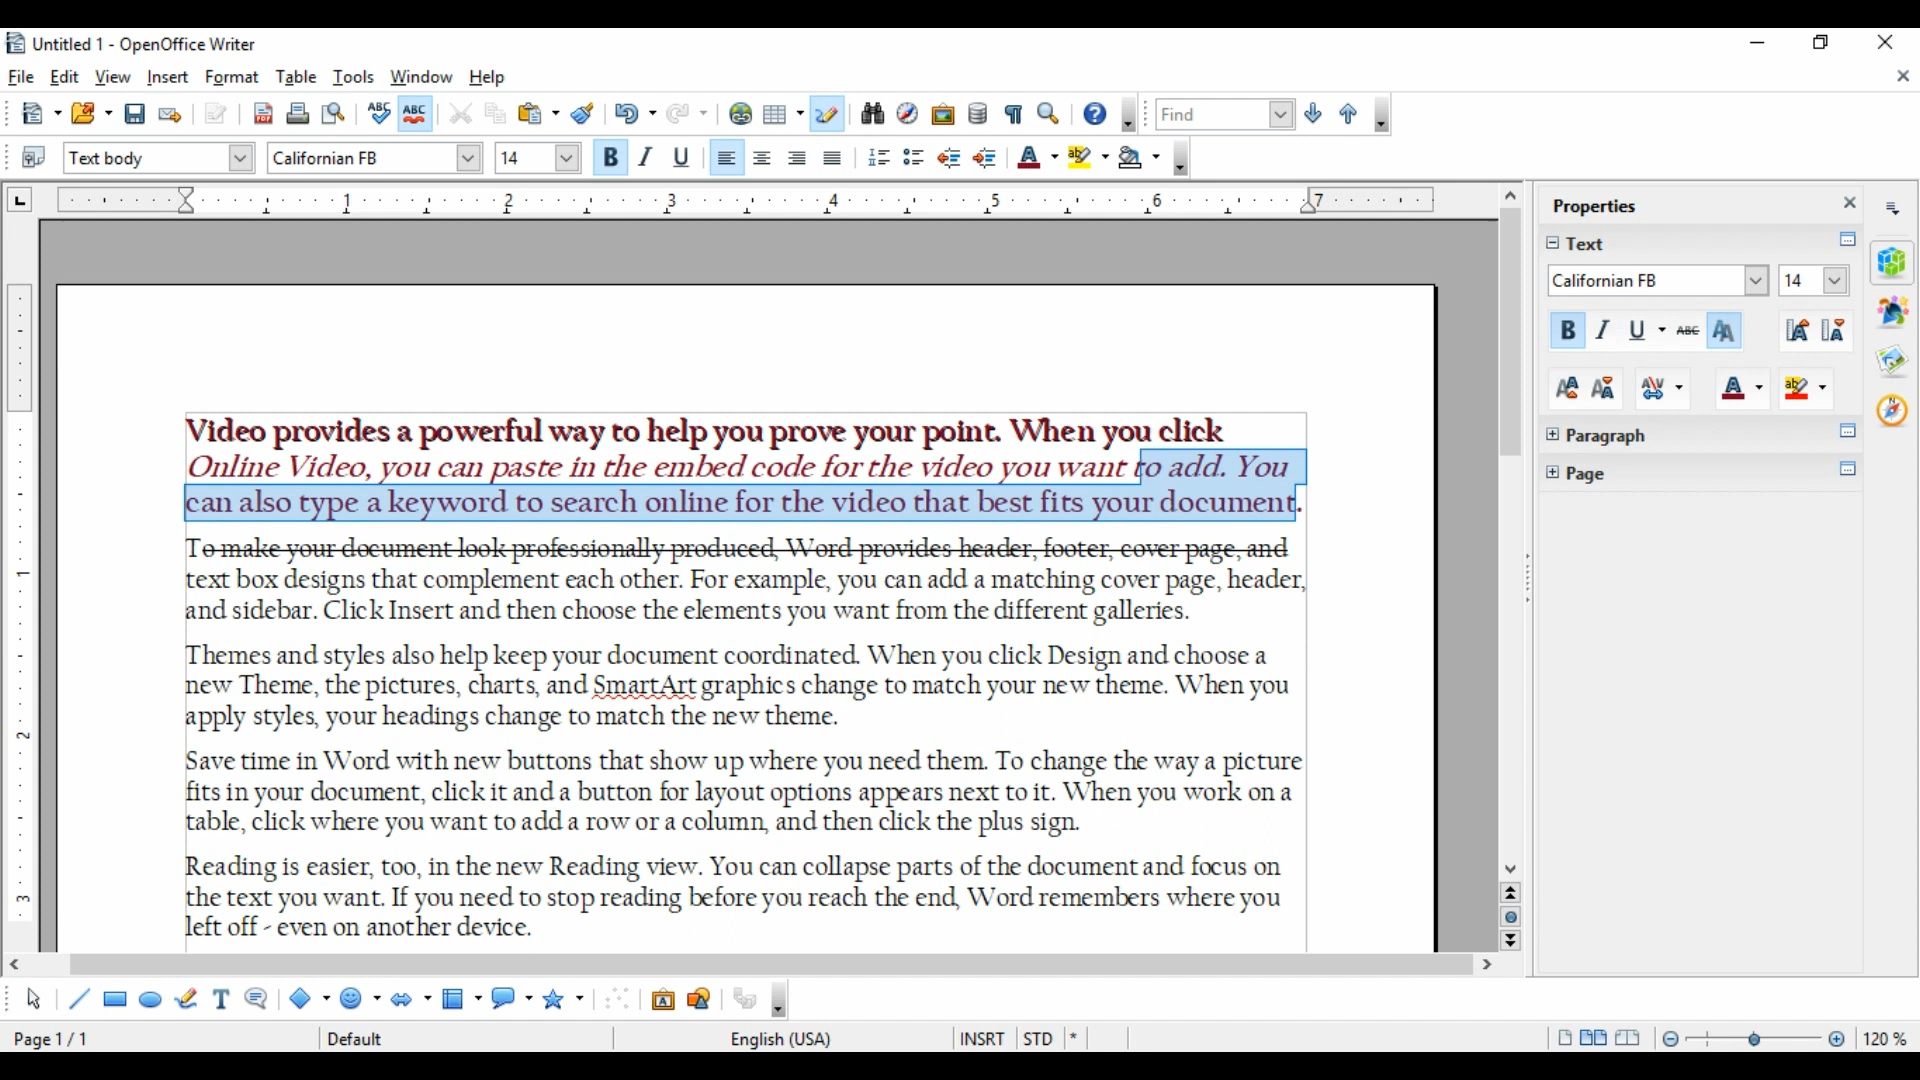 Untitled 1 - OpenOffice Writer
File Edit View Insert Format Table Tools Window Help
Find
Text body Californian FB 14
1 2 3 4 5 6 7
Properties
Text
Californian FB 14
Paragraph
Page
Video provides a powerful way to help you prove your point. When you click
Online Video, you can paste in the embed code for the video you want to add. You
can also type a keyword to search online for the video that best fits your document.
To make your document look professionally produced, Word provides header, footer, cover page, and
text box designs that complement each other. For example, you can add a matching cover page, header,
and sidebar. Click Insert and then choose the elements you want from the different galleries.
Themes and styles also help keep your document coordinated. When you click Design and choose a
new Theme, the pictures, charts, and SmartArt graphics change to match your new theme. When you
apply styles, your headings change to match the new theme.
Save time in Word with new buttons that show up where you need them. To change the way a picture
fits in your document, click it and a button for layout options appears next to it. When you work on a
table, click where you want to add a row or a column, and then click the plus sign.
Reading is easier, too, in the new Reading view. You can collapse parts of the document and focus on
the text you want. If you need to stop reading before you reach the end, Word remembers where you
left off - even on another device.
1
2
3
Page 1 / 1 Default English (USA) INSRT STD * 120 %